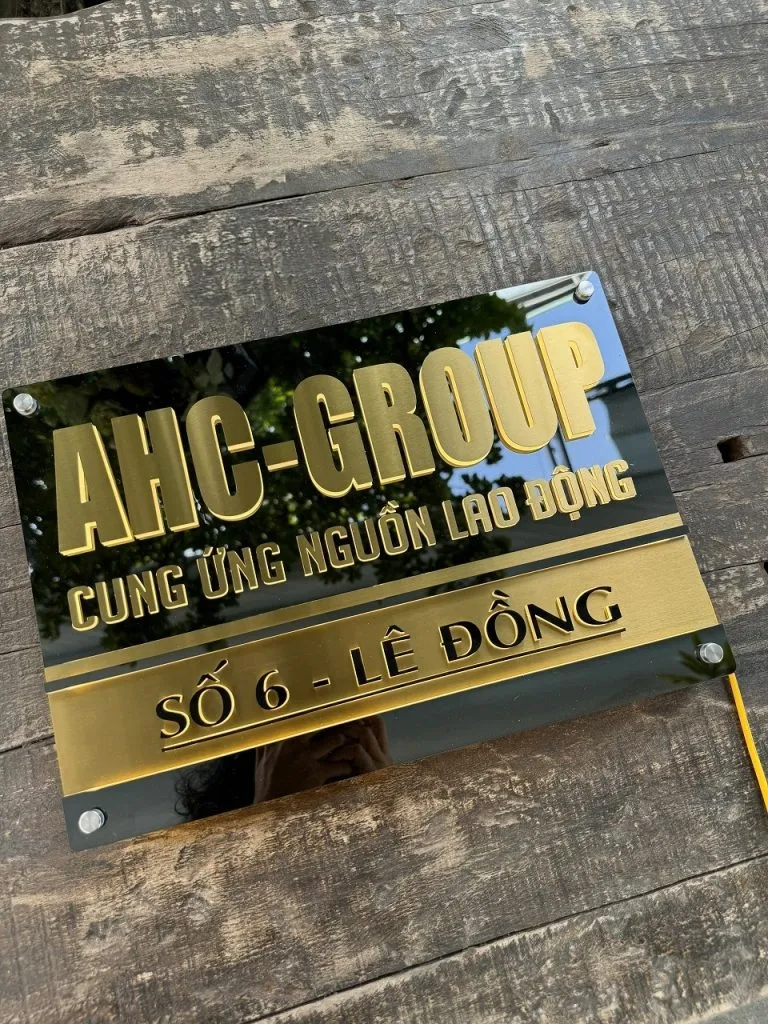 AHC-GROUP
CUNG ỨNG NGUỒN LAO ĐỘNG
SỐ 6 - LÊ ĐỒNG